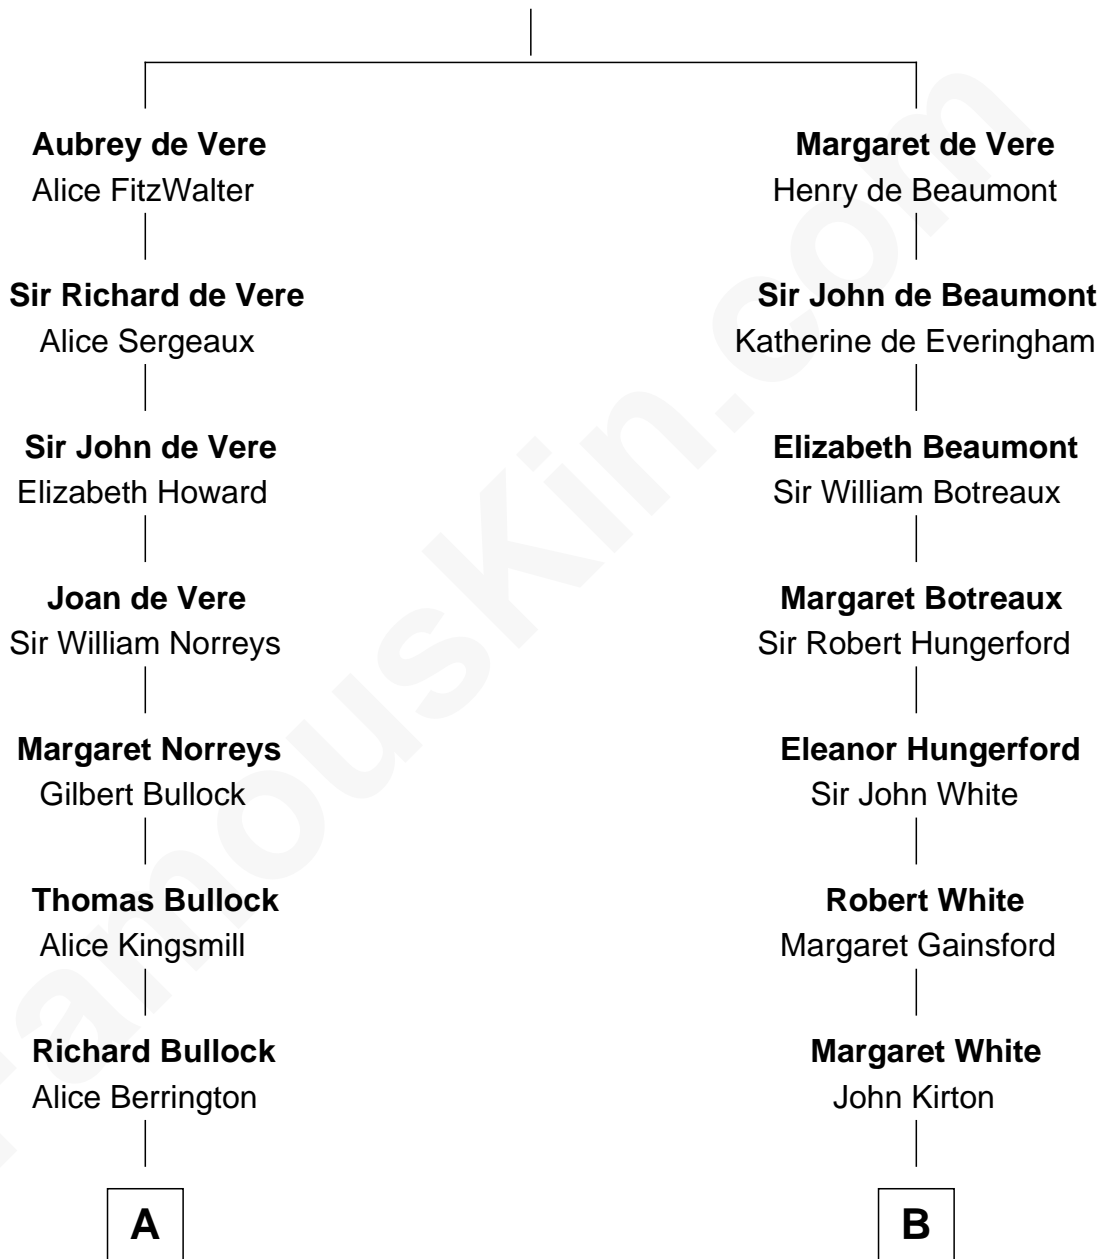 Aubrey de Vere
Alice FitzWalter
Sir Richard de Vere
Alice Sergeaux
Sir John de Vere
Elizabeth Howard
Joan de Vere
Sir William Norreys
Margaret Norreys
Gilbert Bullock
Thomas Bullock
Alice Kingsmill
Richard Bullock
Alice Berrington
A
Margaret de Vere
Henry de Beaumont
Sir John de Beaumont
Katherine de Everingham
Elizabeth Beaumont
Sir William Botreaux
Margaret Botreaux
Sir Robert Hungerford
Eleanor Hungerford
Sir John White
Robert White
Margaret Gainsford
Margaret White
John Kirton
B
FamousKin.com